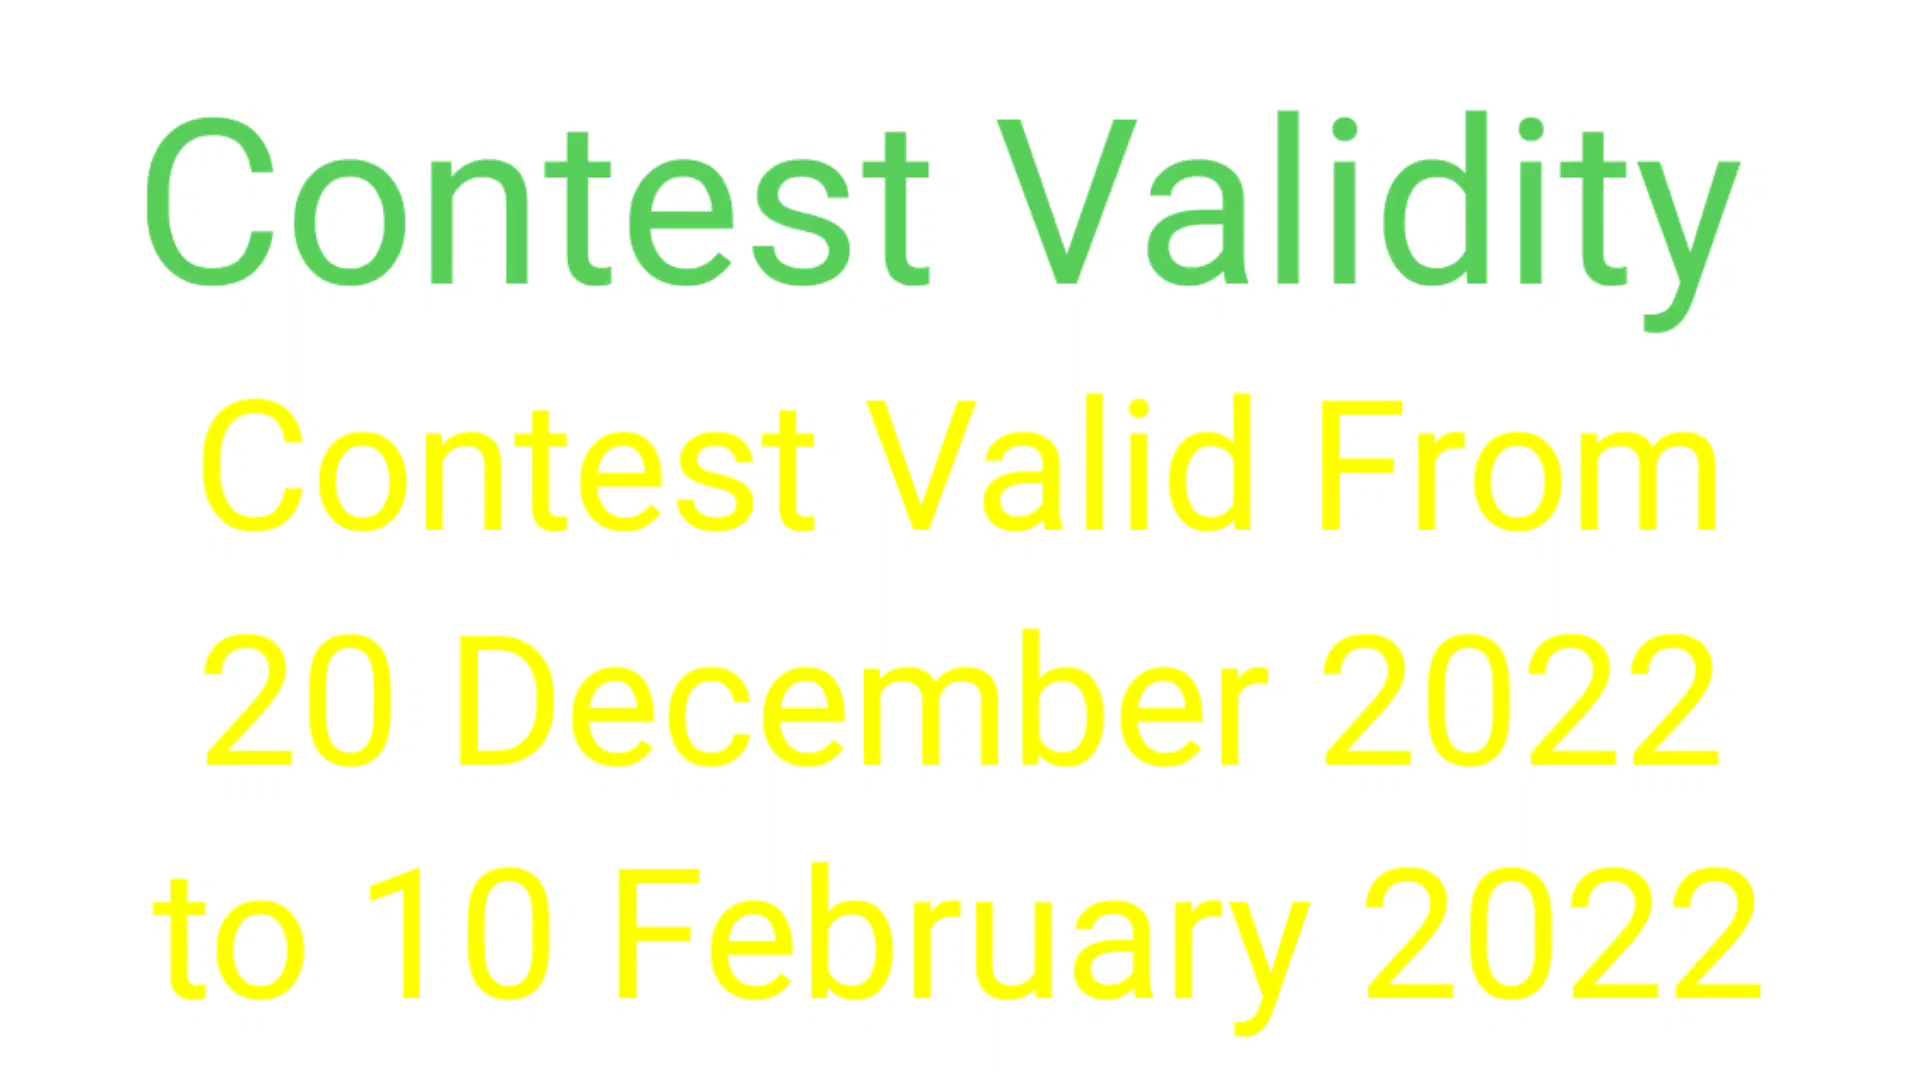 Contest Validity
Contest Valid From
20 December 2022
to 10 February 2022